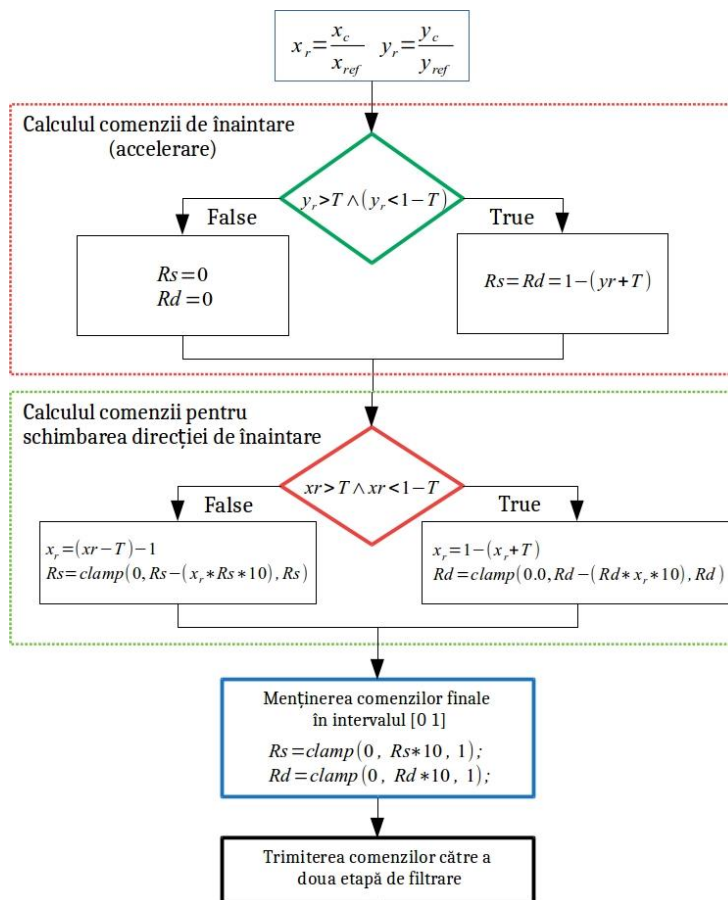 x_r = x_c / x_ref   y_r = y_c / y_ref
Calculul comenzii de înaintare
(accelerare)
y_r > T ∧ (y_r < 1 − T)
False
True
Rs = 0
Rd = 0
Rs = Rd = 1 − (yr + T)
Calculul comenzii pentru
schimbarea direcției de înaintare
xr > T ∧ xr < 1 − T
False
True
x_r = (xr − T) − 1
Rs = clamp(0, Rs − (x_r * Rs * 10), Rs)
x_r = 1 − (x_r + T)
Rd = clamp(0.0, Rd − (Rd * x_r * 10), Rd)
Menținerea comenzilor finale
în intervalul [0 1]
Rs = clamp(0, Rs * 10, 1);
Rd = clamp(0, Rd * 10, 1);
Trimiterea comenzilor către a
doua etapă de filtrare